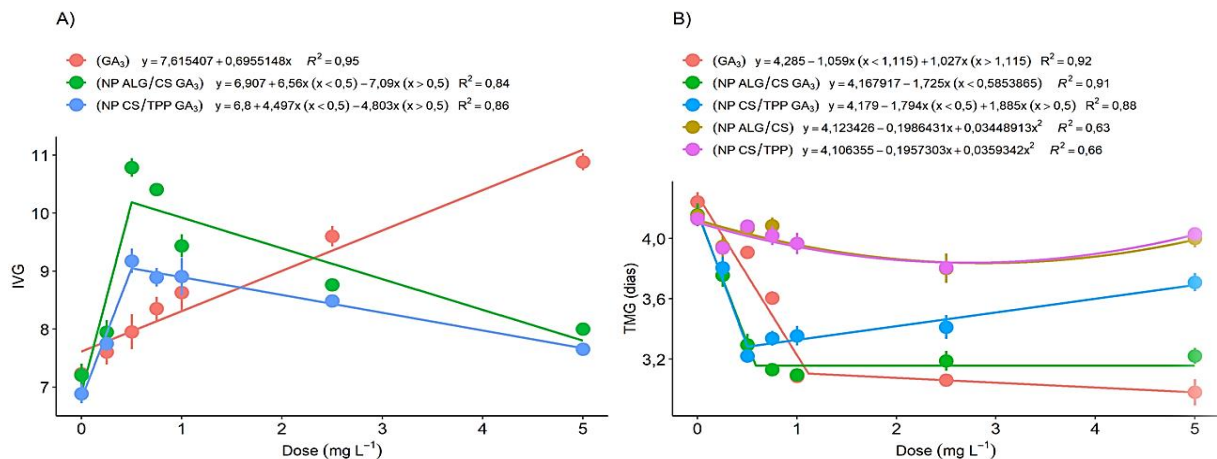 A)
(GA₃) y=7,615407+0,6955148x R²=0,95
(NP ALG/CS GA₃) y=6,907+6,56x (x<0,5)−7,09x (x>0,5) R²=0,84
(NP CS/TPP GA₃) y=6,8+4,497x (x<0,5)−4,803x (x>0,5) R²=0,86
11
10
9
8
7
IVG
0
1
2
3
4
5
Dose (mg L⁻¹)
B)
(GA₃) y=4,285−1,059x (x<1,115)+1,027x (x>1,115) R²=0,92
(NP ALG/CS GA₃) y=4,167917−1,725x (x<0,5853865) R²=0,91
(NP CS/TPP GA₃) y=4,179−1,794x (x<0,5)+1,885x (x>0,5) R²=0,88
(NP ALG/CS) y=4,123426−0,1986431x+0,03448913x² R²=0,63
(NP CS/TPP) y=4,106355−0,1957303x+0,0359342x² R²=0,66
4,0
3,6
3,2
TMG (dias)
0
1
2
3
4
5
Dose (mg L⁻¹)